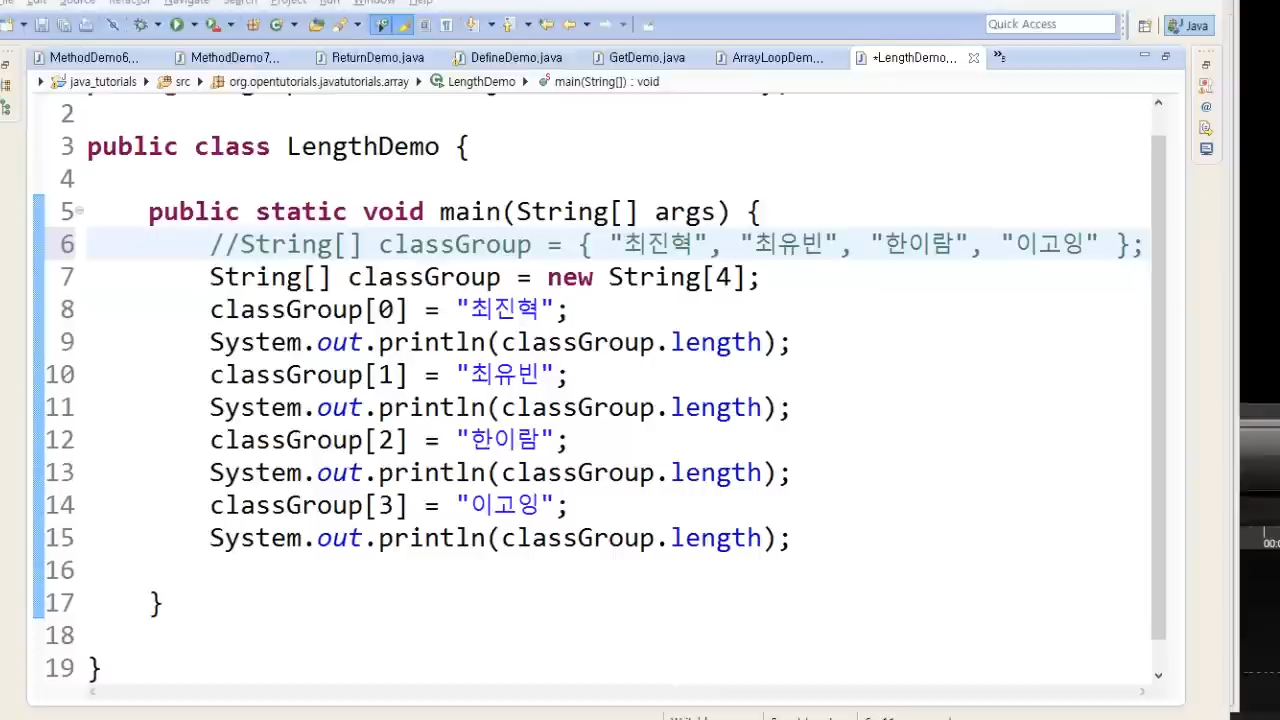 Quick Access
Java
MethodDemo6... MethodDemo7... ReturnDemo.java DefineDemo.java GetDemo.java ArrayLoopDem... *LengthDemo...
java_tutorials src org.opentutorials.javatutorials.array LengthDemo main(String[]) : void
2
3 public class LengthDemo {
4
5 public static void main(String[] args) {
6 //String[] classGroup = { "최진혁", "최유빈", "한이람", "이고잉" };
7 String[] classGroup = new String[4];
8 classGroup[0] = "최진혁";
9 System.out.println(classGroup.length);
10 classGroup[1] = "최유빈";
11 System.out.println(classGroup.length);
12 classGroup[2] = "한이람";
13 System.out.println(classGroup.length);
14 classGroup[3] = "이고잉";
15 System.out.println(classGroup.length);
16
17 }
18
19 }